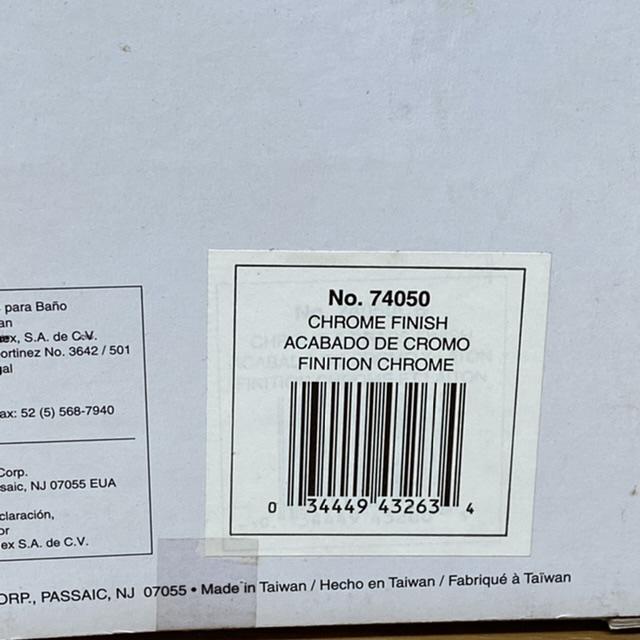 para Baño
an
ex, S.A. de C.V.
ortinez No. 3642 / 501
gal
ax: 52 (5) 568-7940
Corp.
saic, NJ 07055 EUA
claración,
or
ex S.A. de C.V.
No. 74050
CHROME FINISH
ACABADO DE CROMO
FINITION CHROME
0 34449 43263 4
ORP., PASSAIC, NJ 07055 • Made in Taiwan / Hecho en Taiwan / Fabriqué à Taïwan